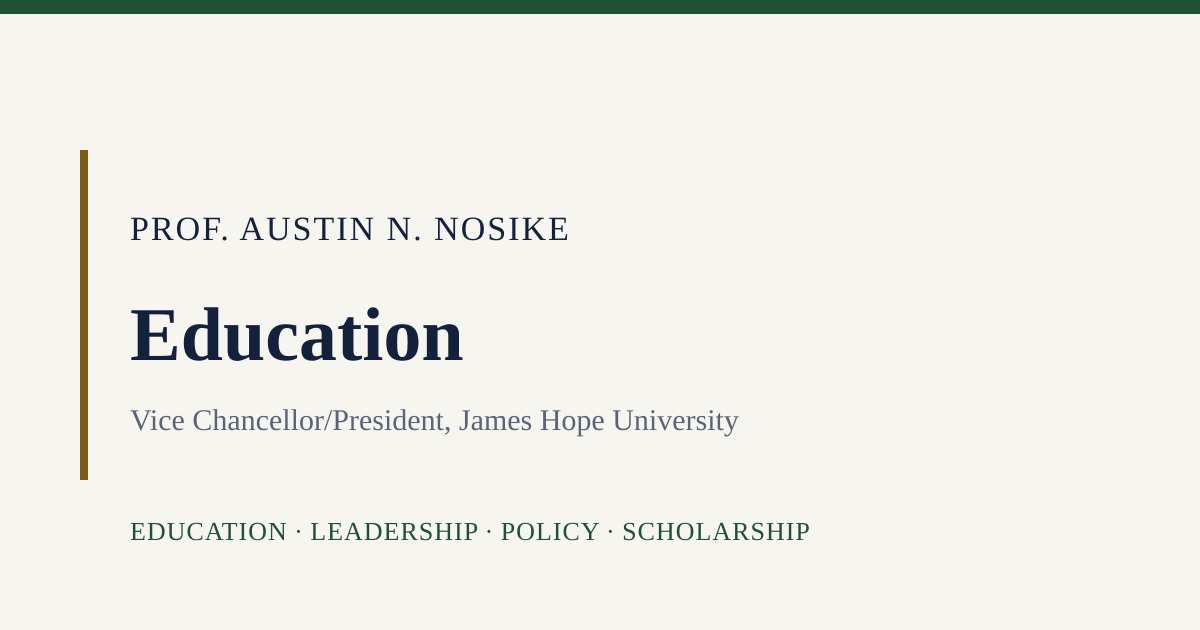 PROF. AUSTIN N. NOSIKE
Education
Vice Chancellor/President, James Hope University
EDUCATION · LEADERSHIP · POLICY · SCHOLARSHIP